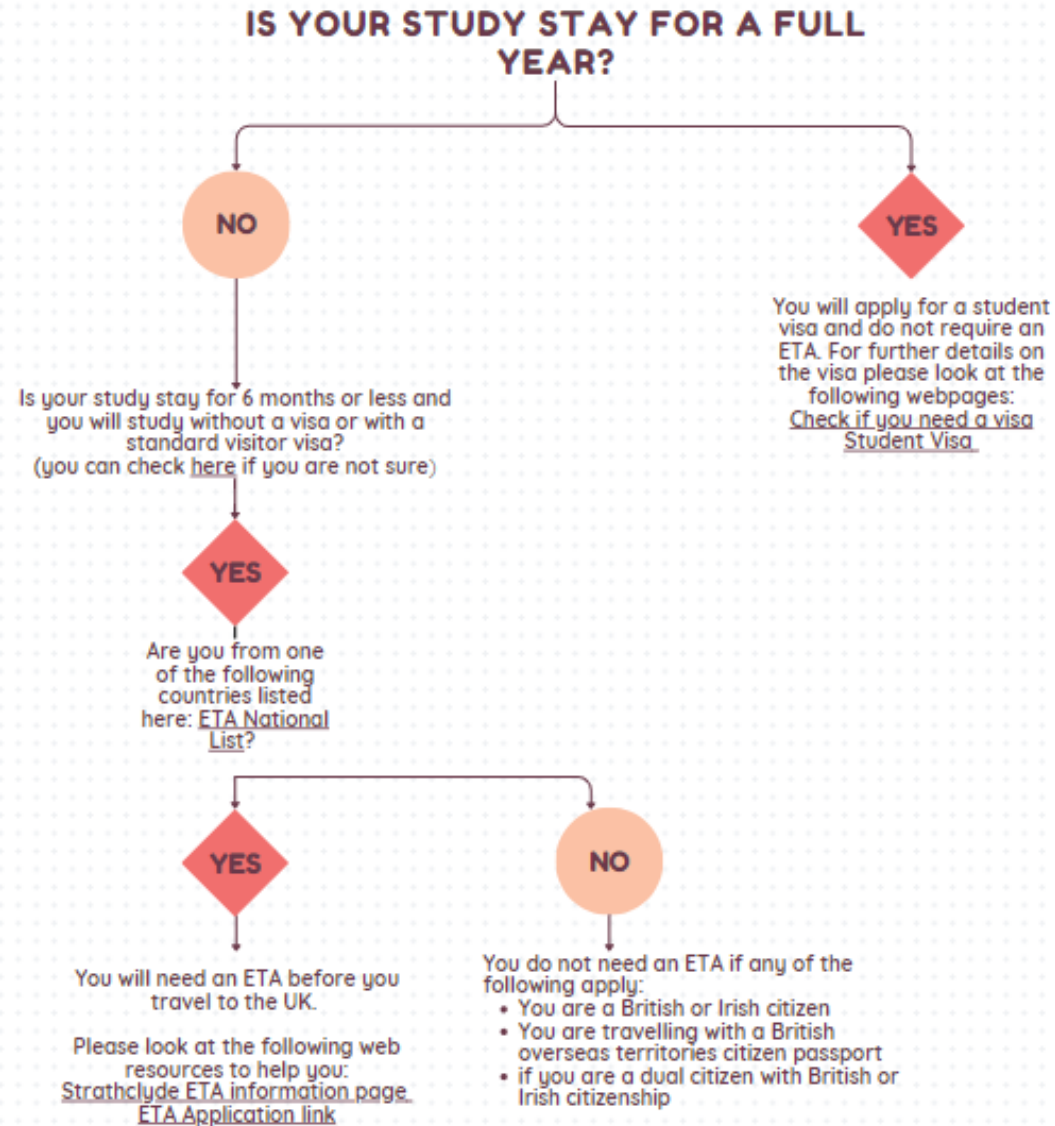 IS YOUR STUDY STAY FOR A FULL
YEAR?
NO
YES
You will apply for a student
visa and do not require an
ETA. For further details on
the visa please look at the
following webpages:
Check if you need a visa
Student Visa
Is your study stay for 6 months or less and
you will study without a visa or with a
standard visitor visa?
(you can check here if you are not sure)
YES
Are you from one
of the following
countries listed
here: ETA National
List?
YES
NO
You will need an ETA before you
travel to the UK.
Please look at the following web
resources to help you:
Strathclyde ETA information page
ETA Application link
You do not need an ETA if any of the
following apply:
• You are a British or Irish citizen
• You are travelling with a British
overseas territories citizen passport
• if you are a dual citizen with British or
Irish citizenship